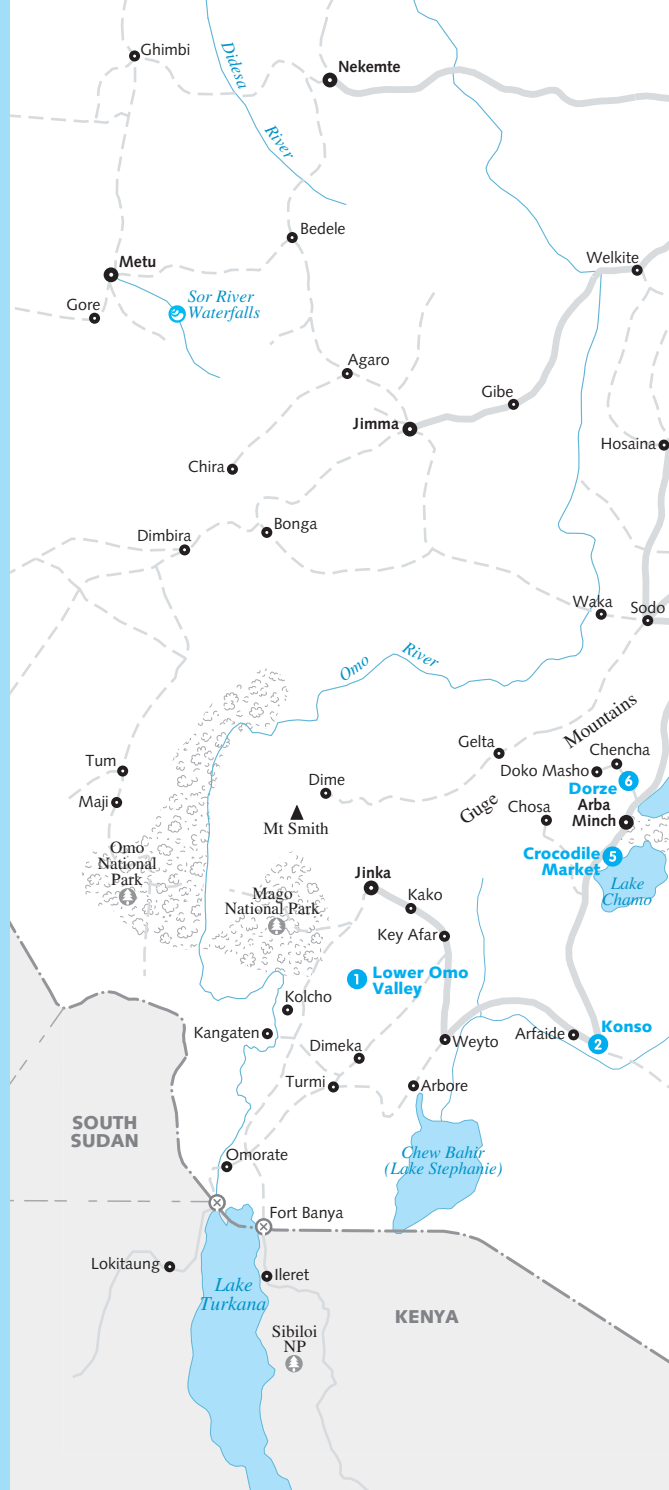 Ghimbi
Nekemte
Didesa
River
Bedele
Welkite
Metu
Gore
Sor River
Waterfalls
Agaro
Gibe
Jimma
Hosaina
Chira
Bonga
Dimbira
Waka
Sodo
Omo
River
Mountains
Gelta
Chencha
Tum
Doko Masho
Dime
Dorze
6
Maji
Guge
Chosa
Arba
Minch
Mt Smith
Omo
National
Park
Crocodile
Market
5
Jinka
Lake
Chamo
Mago
National Park
Kako
Key Afar
1
Lower Omo
Valley
Kolcho
Konso
2
Kangaten
Arfaide
Dimeka
Weyto
Turmi
Arbore
SOUTH
SUDAN
Chew Bahir
(Lake Stephanie)
Omorate
Fort Banya
Lokitaung
Ileret
Lake
Turkana
KENYA
Sibiloi
NP